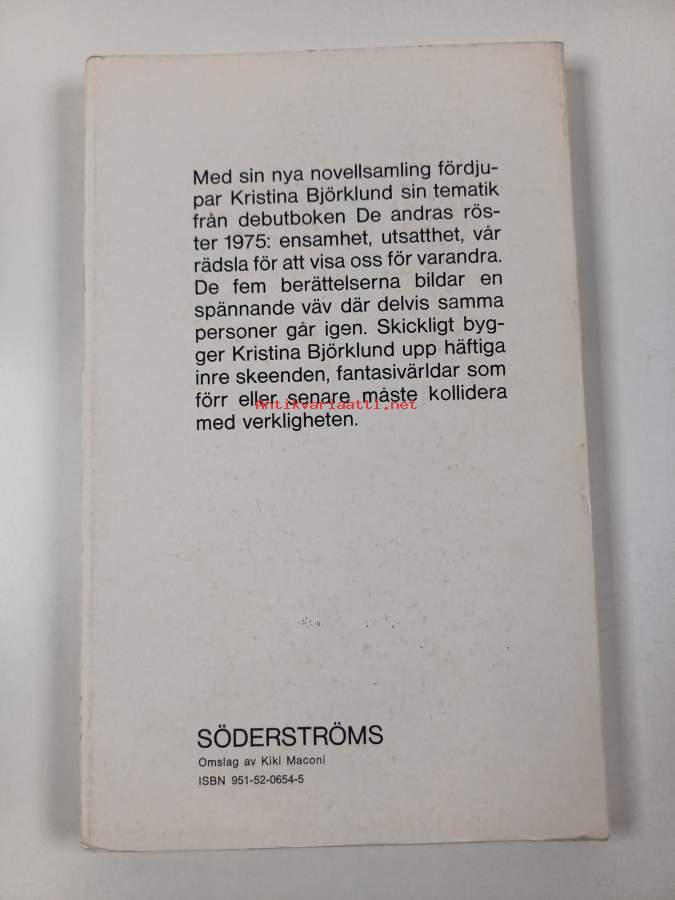 Med sin nya novellsamling fördju-
par Kristina Björklund sin tematik
från debutboken De andras rös-
ter 1975: ensamhet, utsatthet, vår
rädsla för att visa oss för varandra.
De fem berättelserna bildar en
spännande väv där delvis samma
personer går igen. Skickligt byg-
ger Kristina Björklund upp häftiga
inre skeenden, fantasivärldar som
förr eller senare måste kollidera
Antikvariaatti.net
med verkligheten.
SÖDERSTRÖMS
Omslag av Kiki Maconi
ISBN 951-52-0654-5